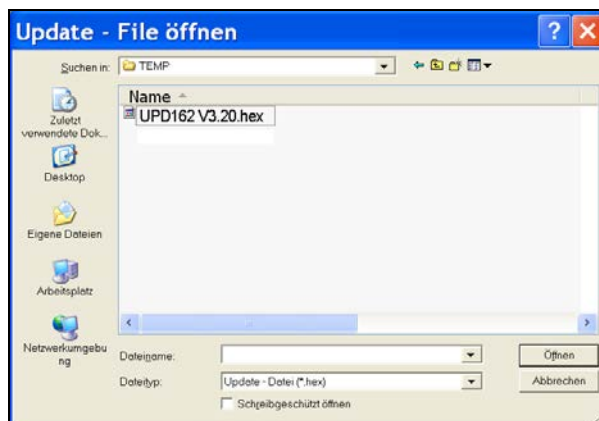 Update - File öffnen
Suchen in: TEMP
Name
UPD162 V3.20.hex
Zuletzt
verwendete Dok...
Desktop
Eigene Dateien
Arbeitsplatz
Netzwerkumgebu
ng
Dateiname:
Öffnen
Dateityp: Update - Datei (*.hex)
Abbrechen
Schreibgeschützt öffnen